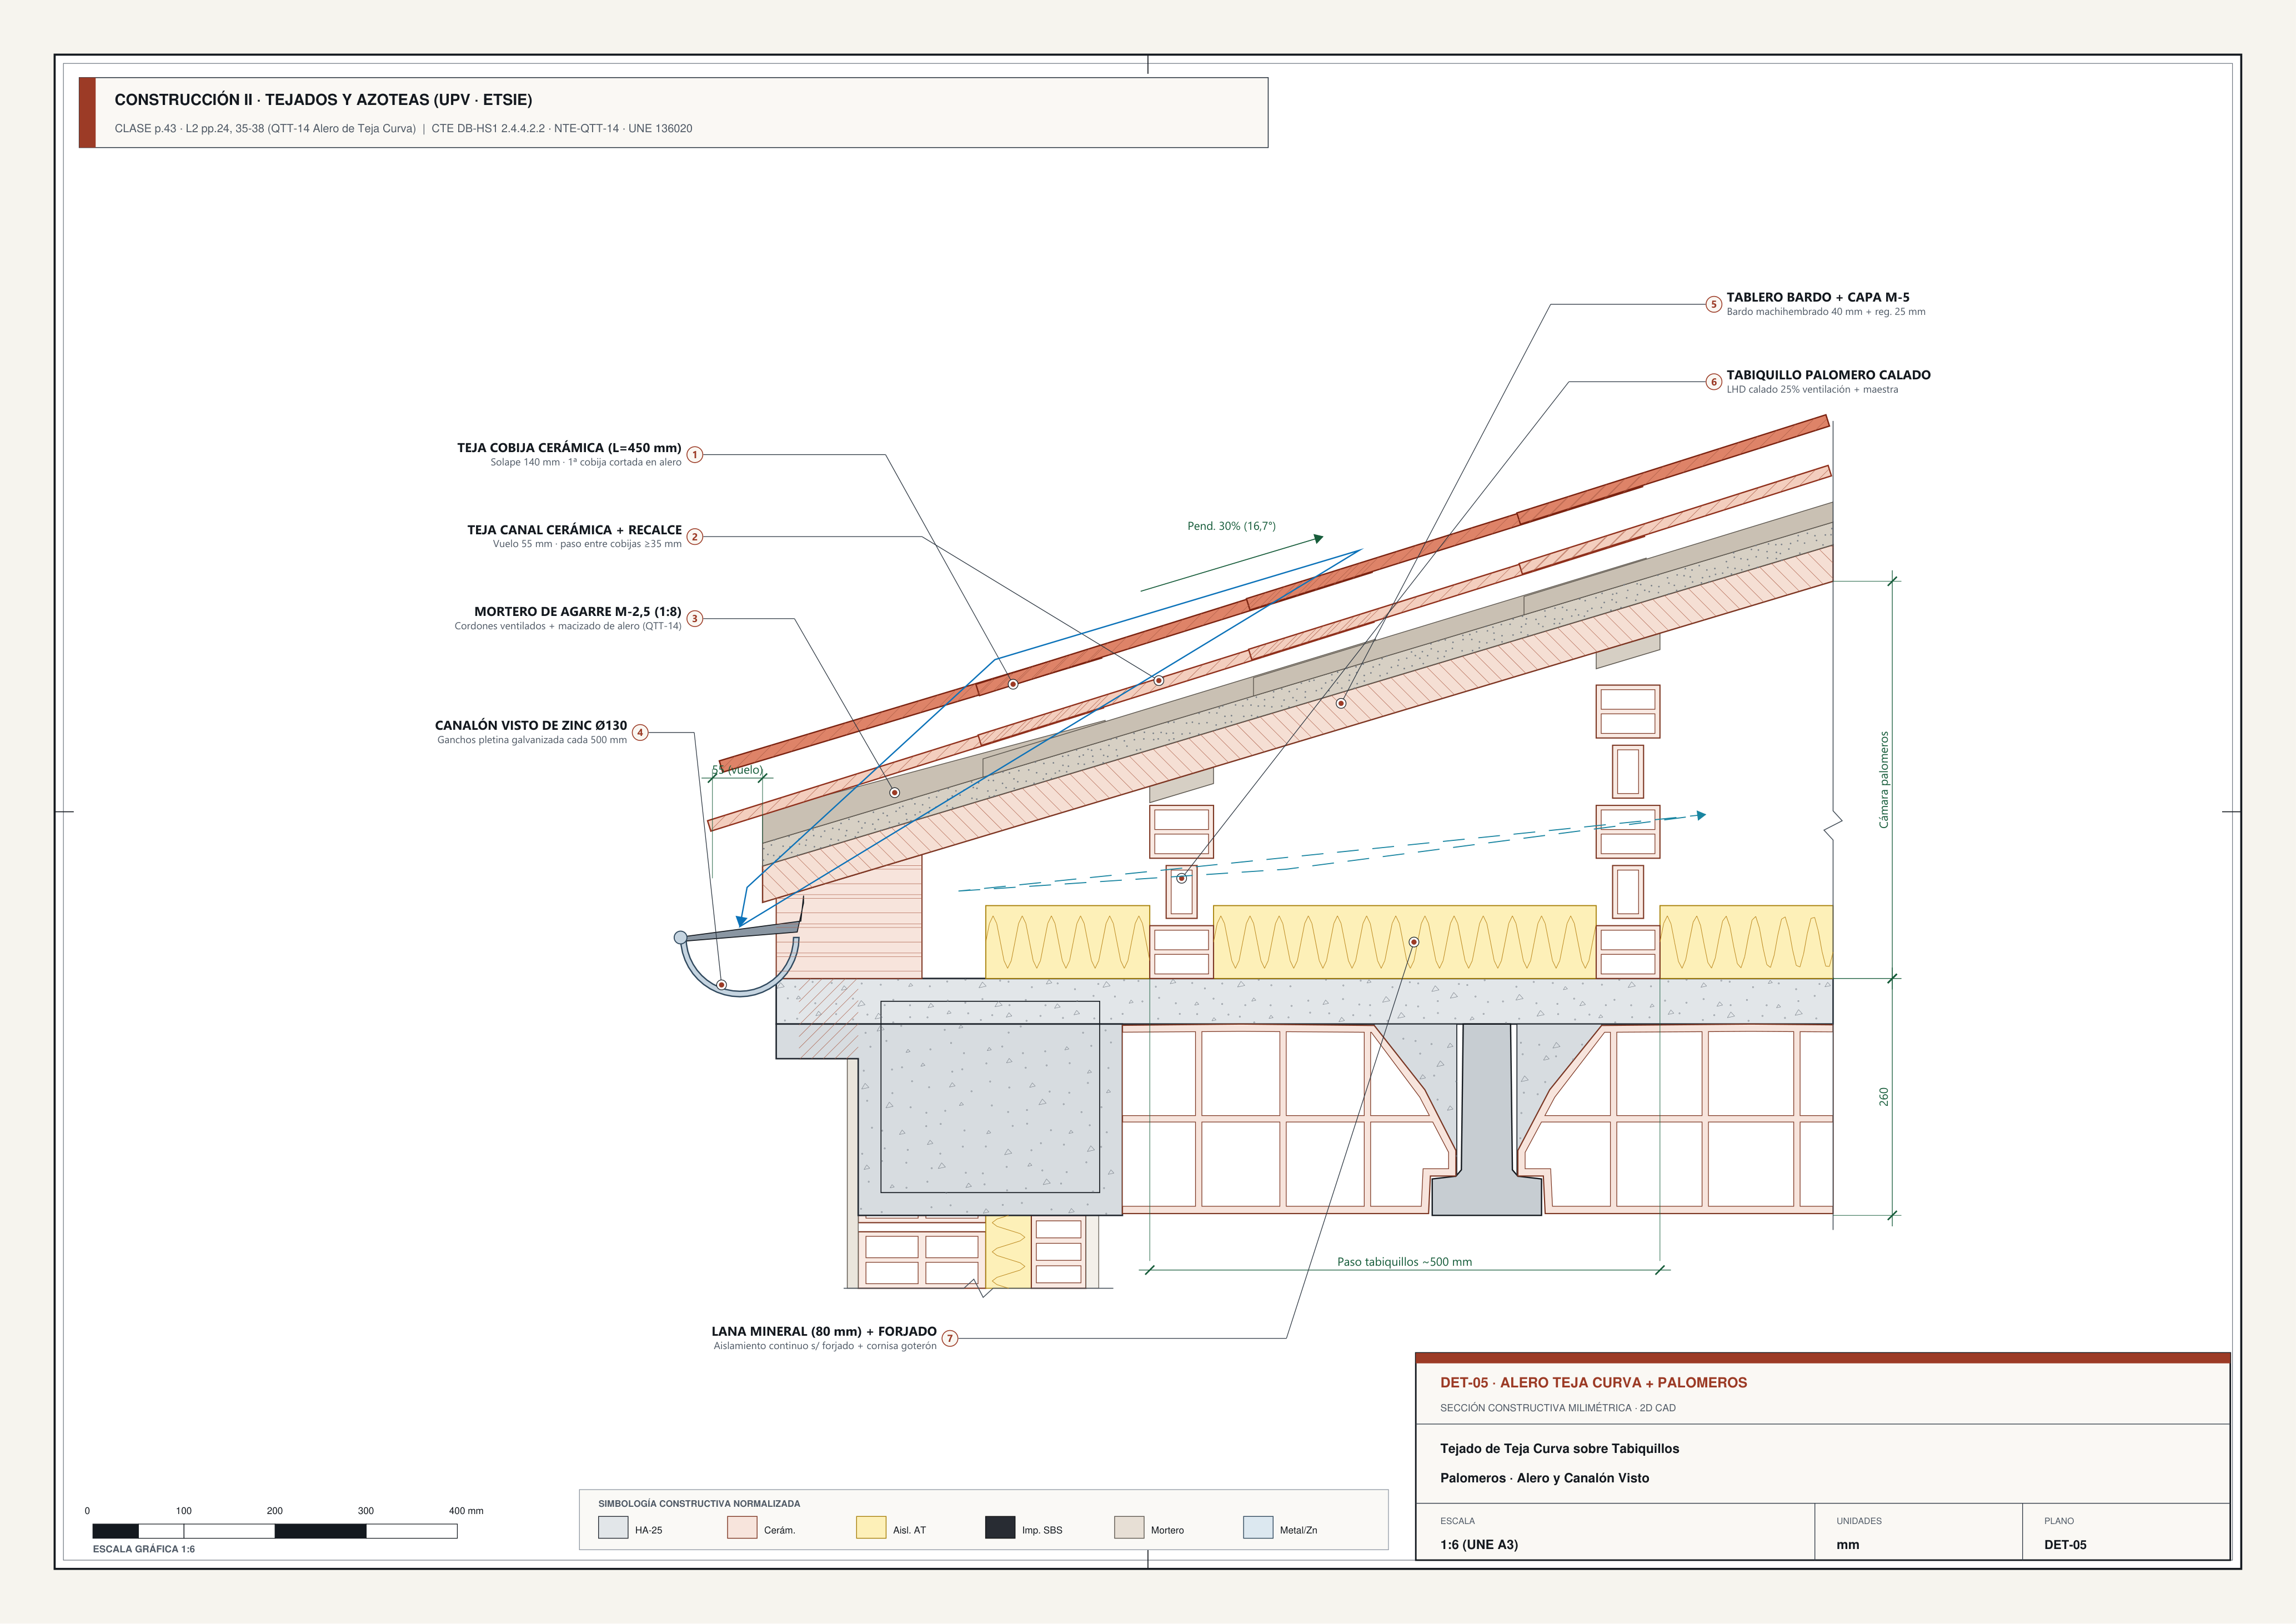 CONSTRUCCIÓN II · TEJADOS Y AZOTEAS (UPV · ETSIE)
CLASE p.43 · L2 pp.24, 35-38 (QTT-14 Alero de Teja Curva) | CTE DB-HS1 2.4.4.2.2 · NTE-QTT-14 · UNE 136020
5 TABLERO BARDO + CAPA M-5
Bardo machihembrado 40 mm + reg. 25 mm
6 TABIQUILLO PALOMERO CALADO
LHD calado 25% ventilación + maestra
TEJA COBIJA CERÁMICA (L=450 mm) 1
Solape 140 mm · 1ª cobija cortada en alero
TEJA CANAL CERÁMICA + RECALCE 2
Vuelo 55 mm · paso entre cobijas ≥35 mm
Pend. 30% (16,7°)
MORTERO DE AGARRE M-2,5 (1:8) 3
Cordones ventilados + macizado de alero (QTT-14)
CANALÓN VISTO DE ZINC Ø130 4
Ganchos pletina galvanizada cada 500 mm
55 (vuelo)
Cámara palomeros
260
Paso tabiquillos ~500 mm
LANA MINERAL (80 mm) + FORJADO 7
Aislamiento continuo s/ forjado + cornisa goterón
DET-05 · ALERO TEJA CURVA + PALOMEROS
SECCIÓN CONSTRUCTIVA MILIMÉTRICA · 2D CAD
Tejado de Teja Curva sobre Tabiquillos
Palomeros · Alero y Canalón Visto
ESCALA UNIDADES PLANO
1:6 (UNE A3) mm DET-05
SIMBOLOGÍA CONSTRUCTIVA NORMALIZADA
HA-25 Cerám. Aisl. AT Imp. SBS Mortero Metal/Zn
0 100 200 300 400 mm
ESCALA GRÁFICA 1:6